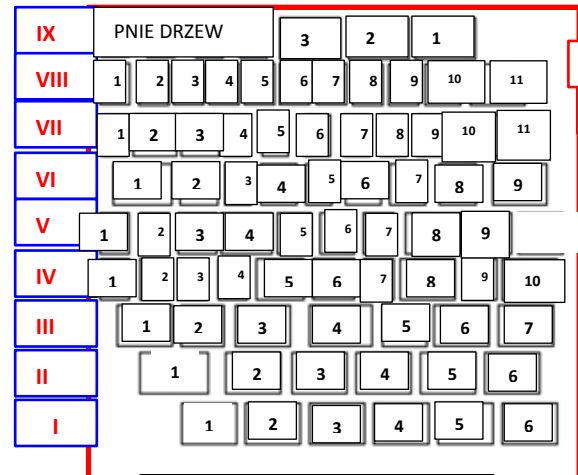 IX PNIE DRZEW 3 2 1
VIII 1 2 3 4 5 6 7 8 9 10 11
VII 1 2 3 4 5 6 7 8 9 10 11
VI 1 2 3 4 5 6 7 8 9
V 1 2 3 4 5 6 7 8 9
IV 1 2 3 4 5 6 7 8 9 10
III 1 2 3 4 5 6 7
II 1 2 3 4 5 6
I 1 2 3 4 5 6